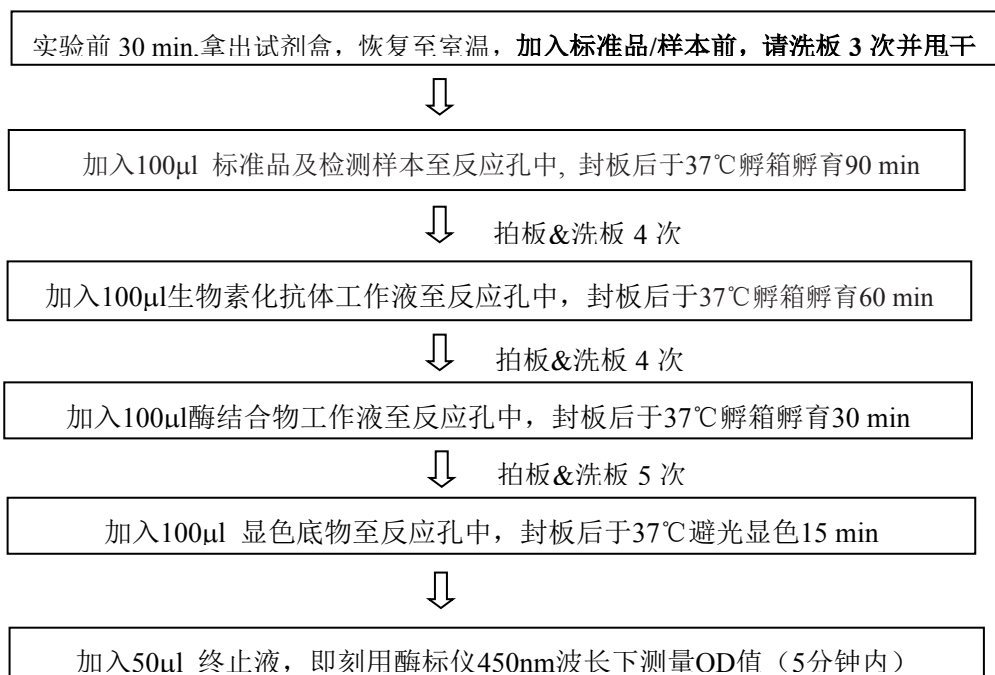 实验前 30 min.拿出试剂盒，恢复至室温，加入标准品/样本前，请洗板 3 次并甩干
加入100μl 标准品及检测样本至反应孔中, 封板后于37℃孵箱孵育90 min
拍板&洗板 4 次
加入100μl生物素化抗体工作液至反应孔中，封板后于37℃孵箱孵育60 min
拍板&洗板 4 次
加入100μl酶结合物工作液至反应孔中，封板后于37℃孵箱孵育30 min
拍板&洗板 5 次
加入100μl 显色底物至反应孔中，封板后于37℃避光显色15 min
加入50μl 终止液，即刻用酶标仪450nm波长下测量OD值（5分钟内）